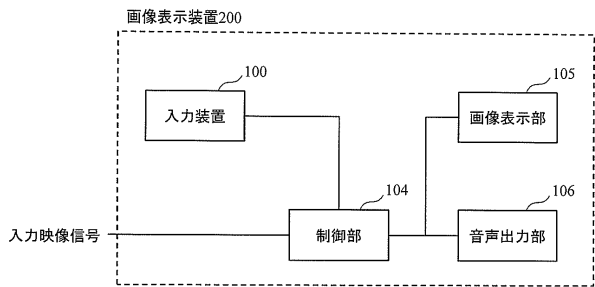 画像表示装置200
100
入力装置
105
画像表示部
104
制御部
106
音声出力部
入力映像信号